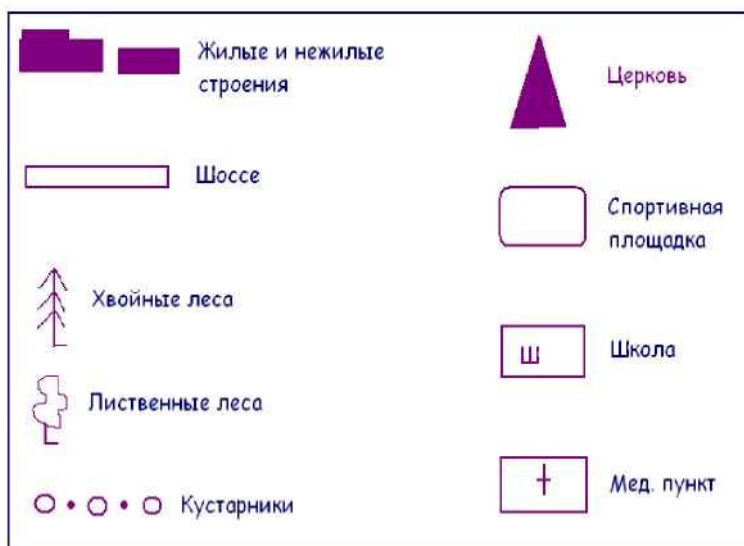 Жилые и нежилые
строения
Шоссе
Хвойные леса
Лиственные леса
Кустарники
Церковь
Спортивная
площадка
Ш
Школа
Мед. пункт